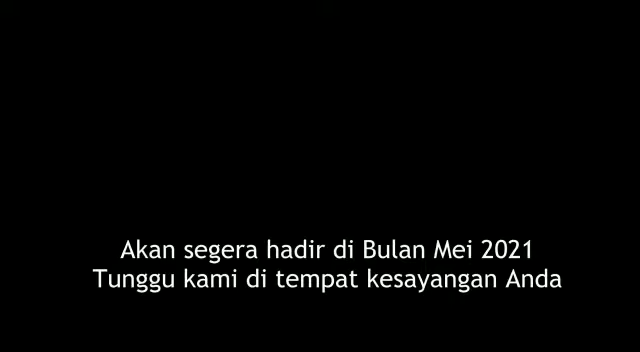 Akan segera hadir di Bulan Mei 2021
Tunggu kami di tempat kesayangan Anda